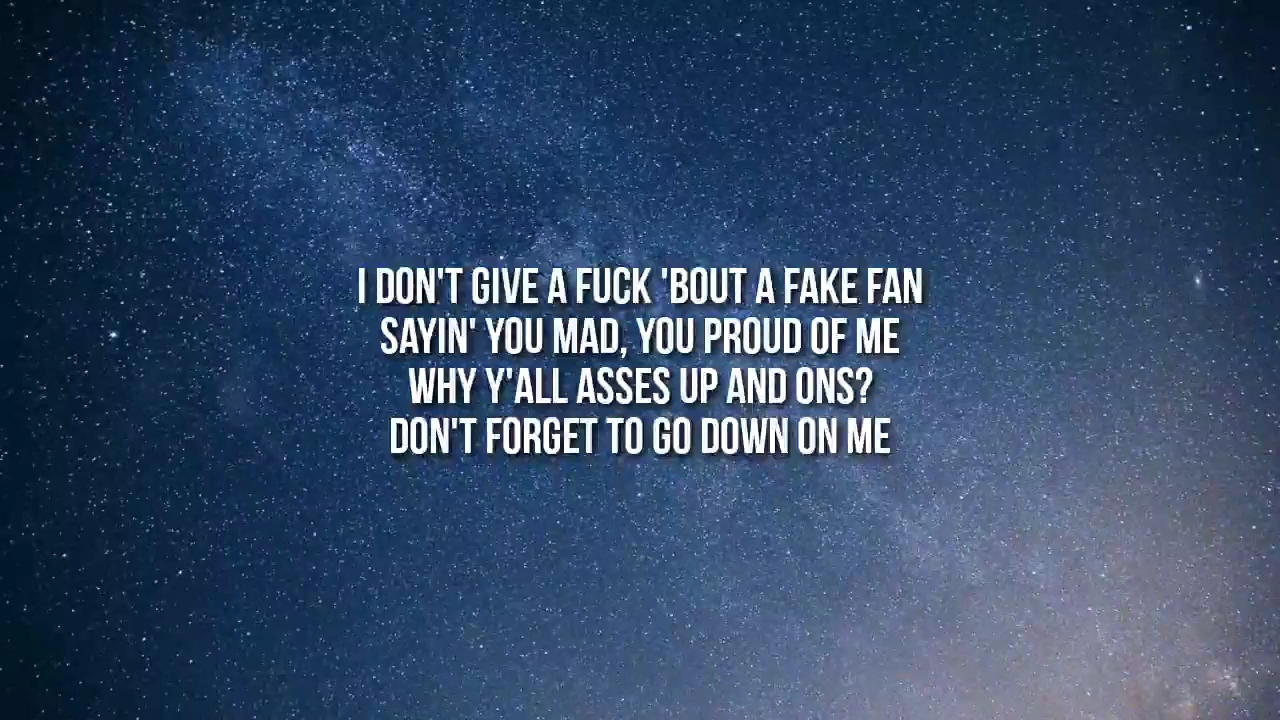 I DON'T GIVE A FUCK 'BOUT A FAKE FAN
SAYIN' YOU MAD, YOU PROUD OF ME
WHY Y'ALL ASSES UP AND ONS?
DON'T FORGET TO GO DOWN ON ME